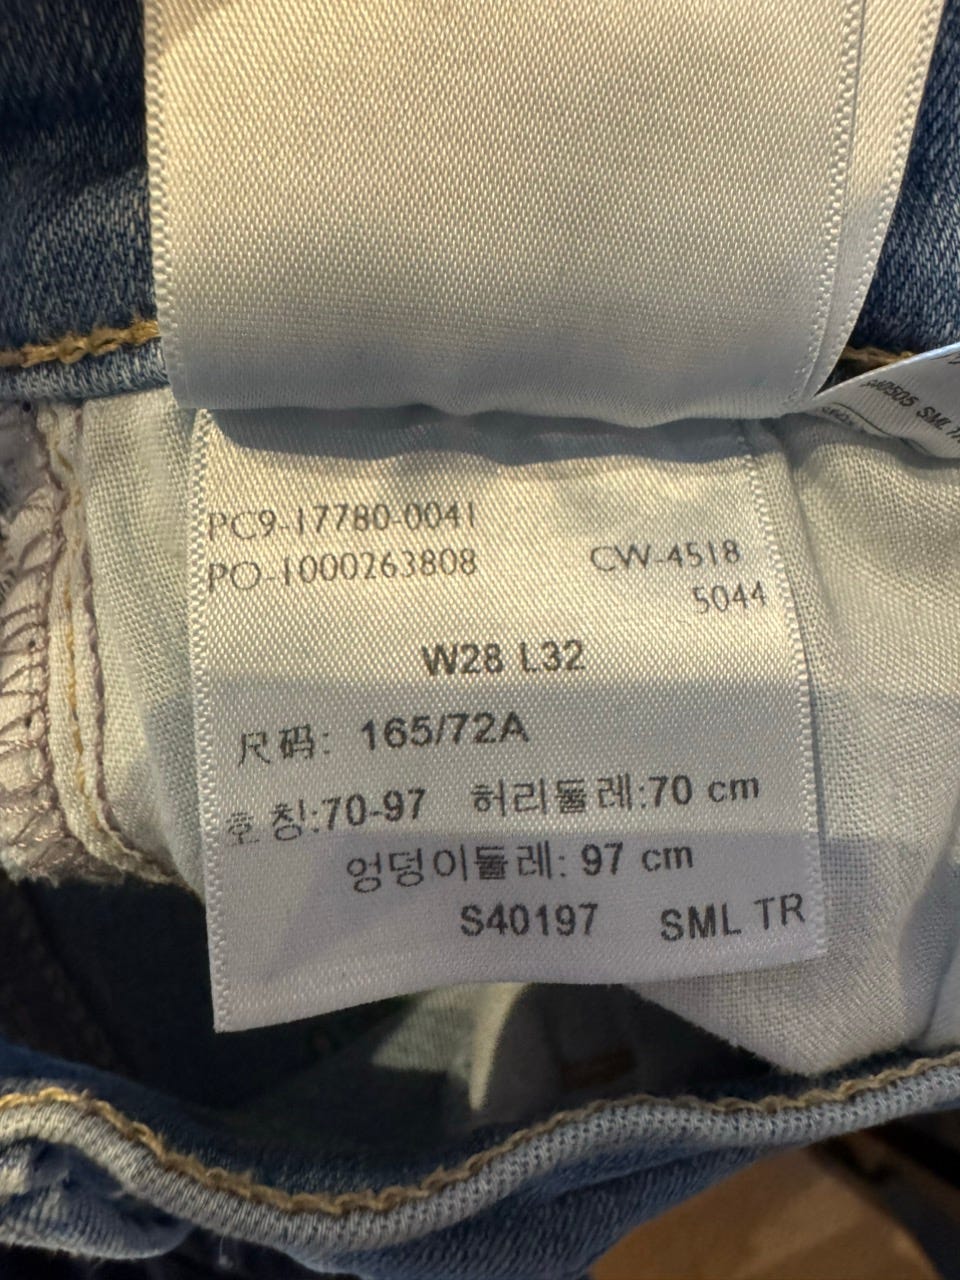 PC9-17780-0041
PO-1000263808 CW-4518
5044
W28 L32
尺码: 165/72A
호칭:70-97 허리둘레:70 cm
엉덩이둘레: 97 cm
S40197 SML TR
SML